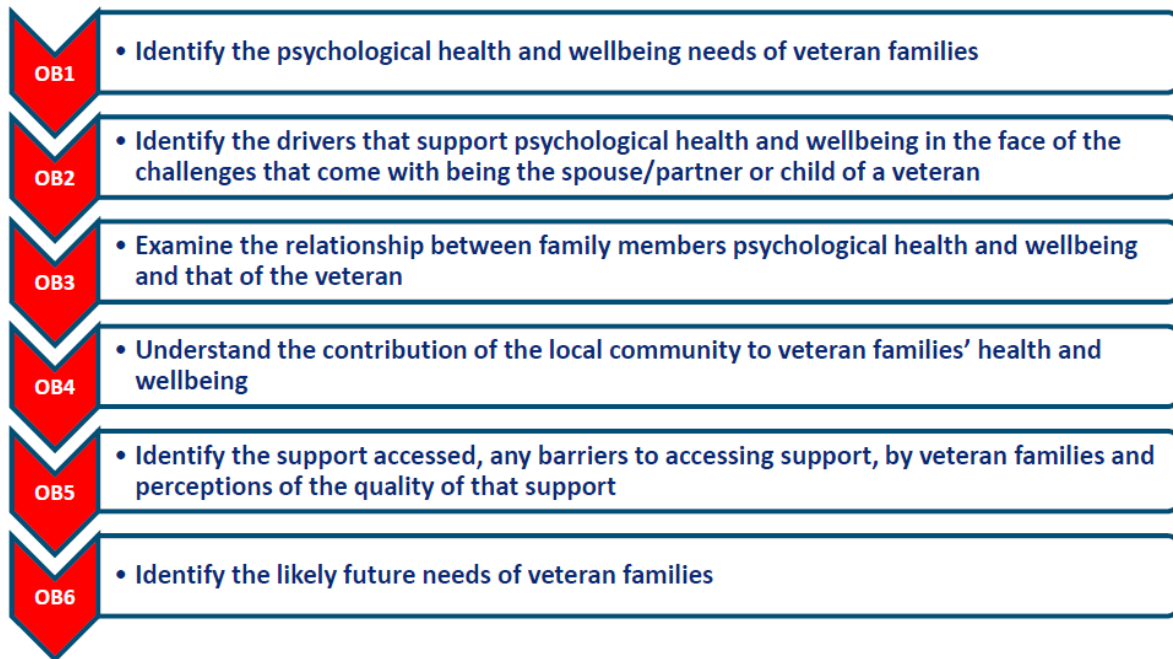 OB1
• Identify the psychological health and wellbeing needs of veteran families
OB2
• Identify the drivers that support psychological health and wellbeing in the face of the
challenges that come with being the spouse/partner or child of a veteran
OB3
• Examine the relationship between family members psychological health and wellbeing
and that of the veteran
OB4
• Understand the contribution of the local community to veteran families’ health and
wellbeing
OB5
• Identify the support accessed, any barriers to accessing support, by veteran families and
perceptions of the quality of that support
OB6
• Identify the likely future needs of veteran families